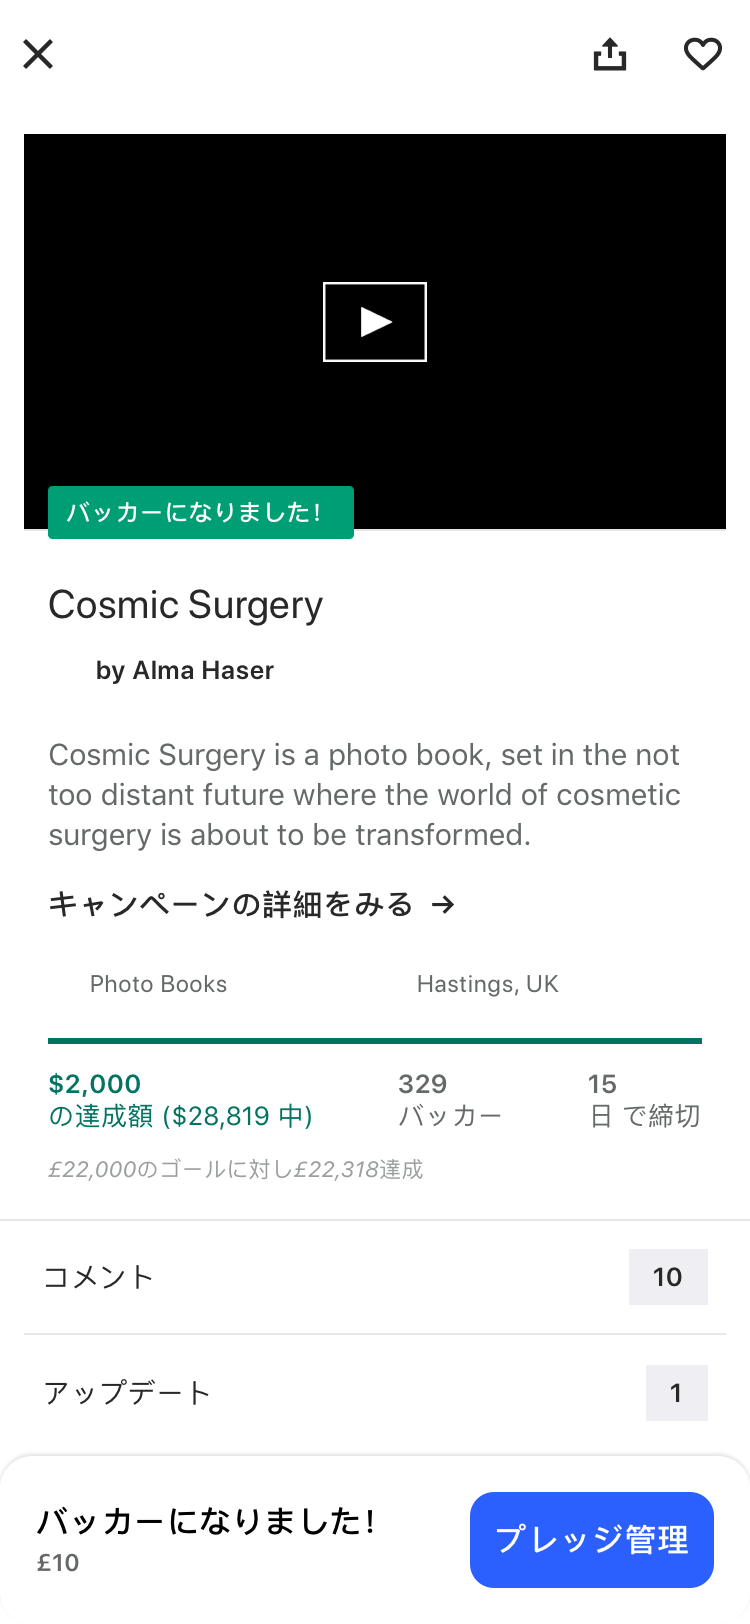 バッカーになりました!
Cosmic Surgery
by Alma Haser
Cosmic Surgery is a photo book, set in the not
too distant future where the world of cosmetic
surgery is about to be transformed.
キャンペーンの詳細をみる →
Photo Books
Hastings, UK
$2,000
の達成額 ($28,819 中)
329
バッカー
15
日 で締切
£22,000のゴールに対し£22,318達成
コメント
10
アップデート
1
バッカーになりました!
£10
プレッジ管理